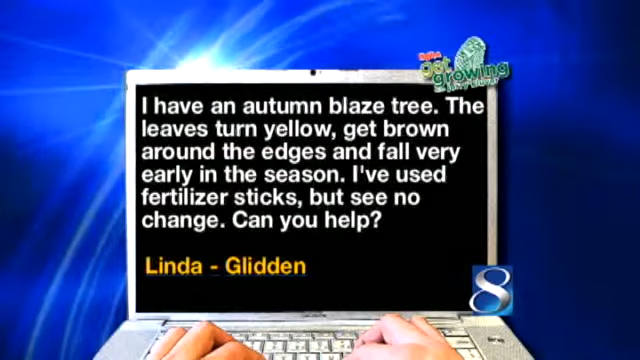 I have an autumn blaze tree. The
leaves turn yellow, get brown
around the edges and fall very
early in the season. I've used
fertilizer sticks, but see no
change. Can you help?
Linda - Glidden
get
growing
8